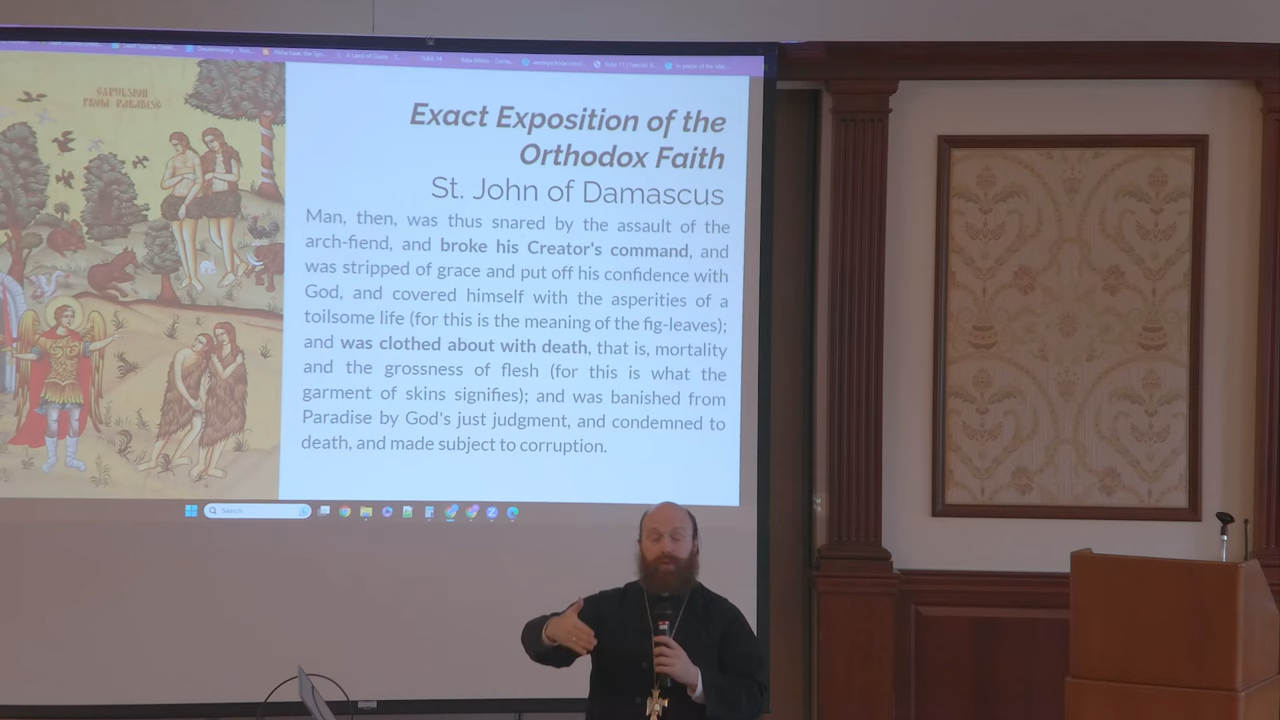 EXPULSION
FROM PARADISE
Exact Exposition of the
Orthodox Faith
St. John of Damascus
Man, then, was thus snared by the assault of the
arch-fiend, and broke his Creator's command, and
was stripped of grace and put off his confidence with
God, and covered himself with the asperities of a
toilsome life (for this is the meaning of the fig-leaves);
and was clothed about with death, that is, mortality
and the grossness of flesh (for this is what the
garment of skins signifies); and was banished from
Paradise by God's just judgment, and condemned to
death, and made subject to corruption.
Search